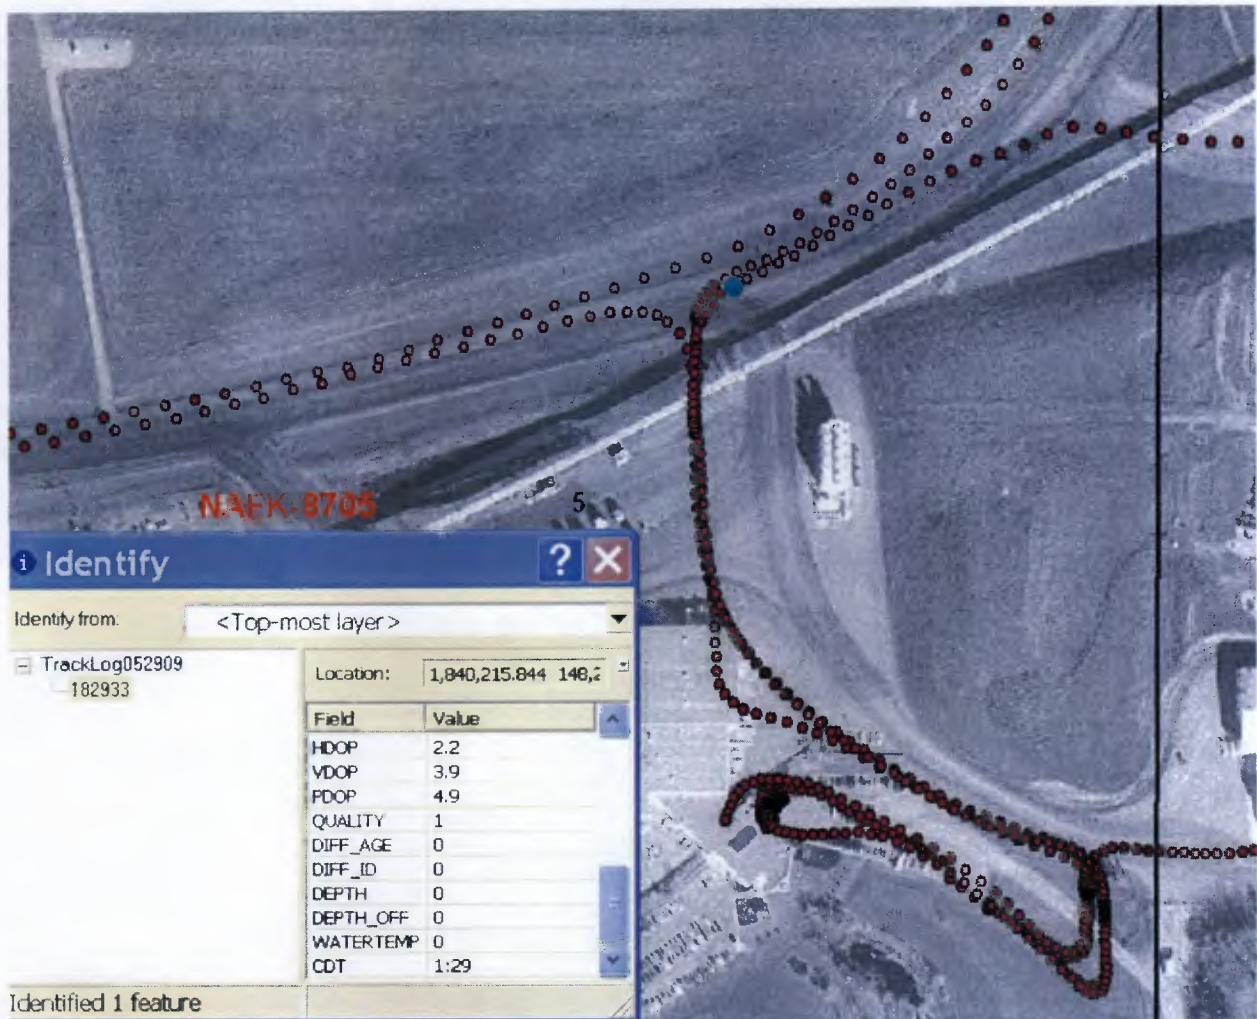 NAFK-8705
5
Identify
Identify from: <Top-most layer>
TrackLog052909
182933
Location: 1,840,215.844 148,2
Field Value
HDOP 2.2
VDOP 3.9
PDOP 4.9
QUALITY 1
DIFF_AGE 0
DIFF_ID 0
DEPTH 0
DEPTH_OFF 0
WATERTEMP 0
CDT 1:29
Identified 1 feature